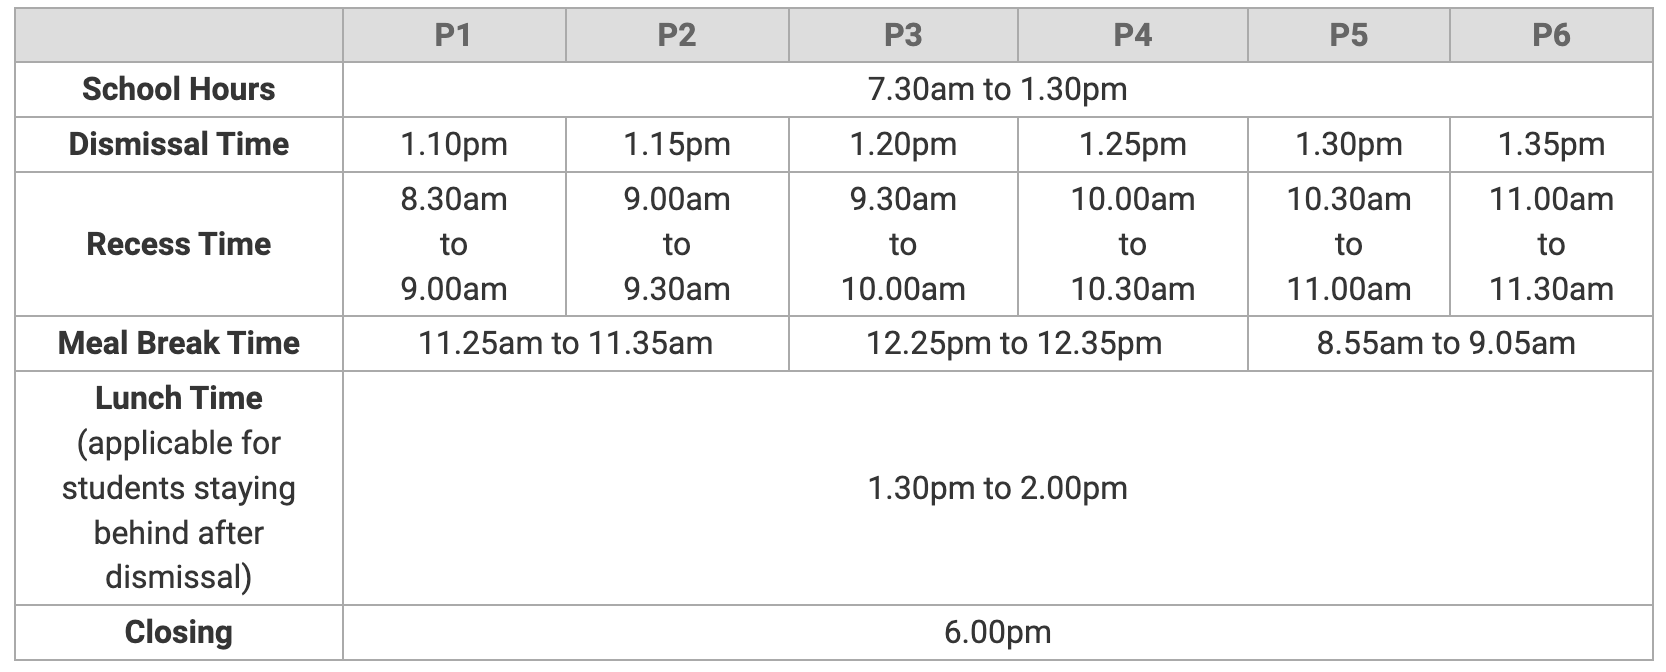 P1 P2 P3 P4 P5 P6
School Hours 7.30am to 1.30pm
Dismissal Time 1.10pm 1.15pm 1.20pm 1.25pm 1.30pm 1.35pm
Recess Time
8.30am
to
9.00am
9.00am
to
9.30am
9.30am
to
10.00am
10.00am
to
10.30am
10.30am
to
11.00am
11.00am
to
11.30am
Meal Break Time 11.25am to 11.35am 12.25pm to 12.35pm 8.55am to 9.05am
Lunch Time
(applicable for
students staying
behind after
dismissal)
1.30pm to 2.00pm
Closing 6.00pm